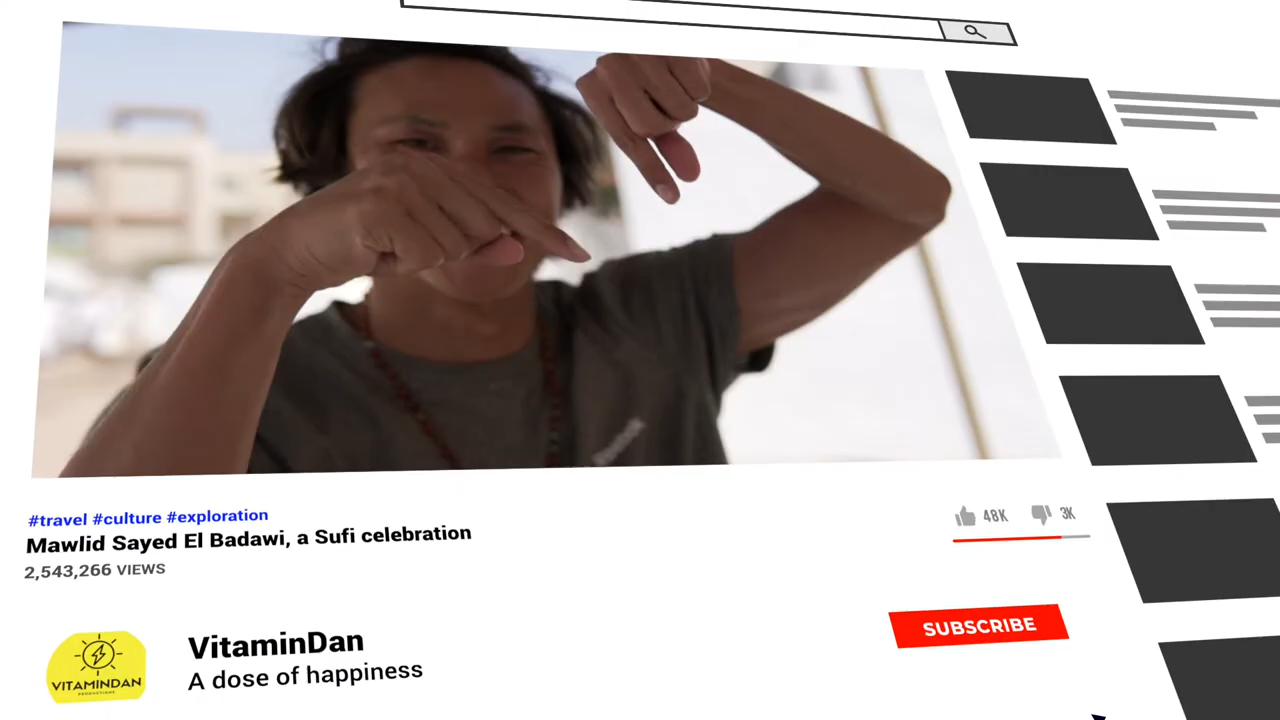 #travel #culture #exploration
Mawlid Sayed El Badawi, a Sufi celebration
2,543,266 VIEWS
48K
3K
VitaminDan
A dose of happiness
SUBSCRIBE
VITAMINDAN
PRODUCTIONS